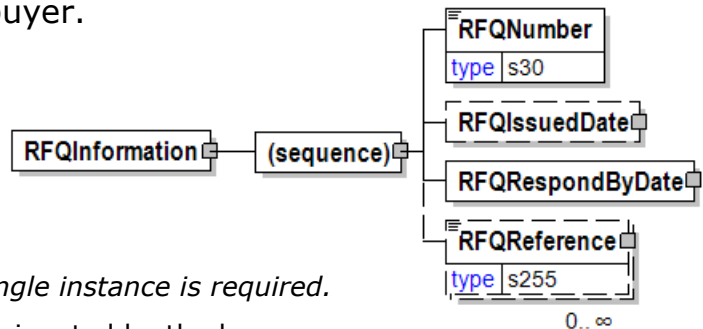 buyer.
RFQNumber
type s30
RFQIssuedDate
RFQInformation (sequence)
RFQRespondByDate
RFQReference
type s255
ngle instance is required.
0.. ∞